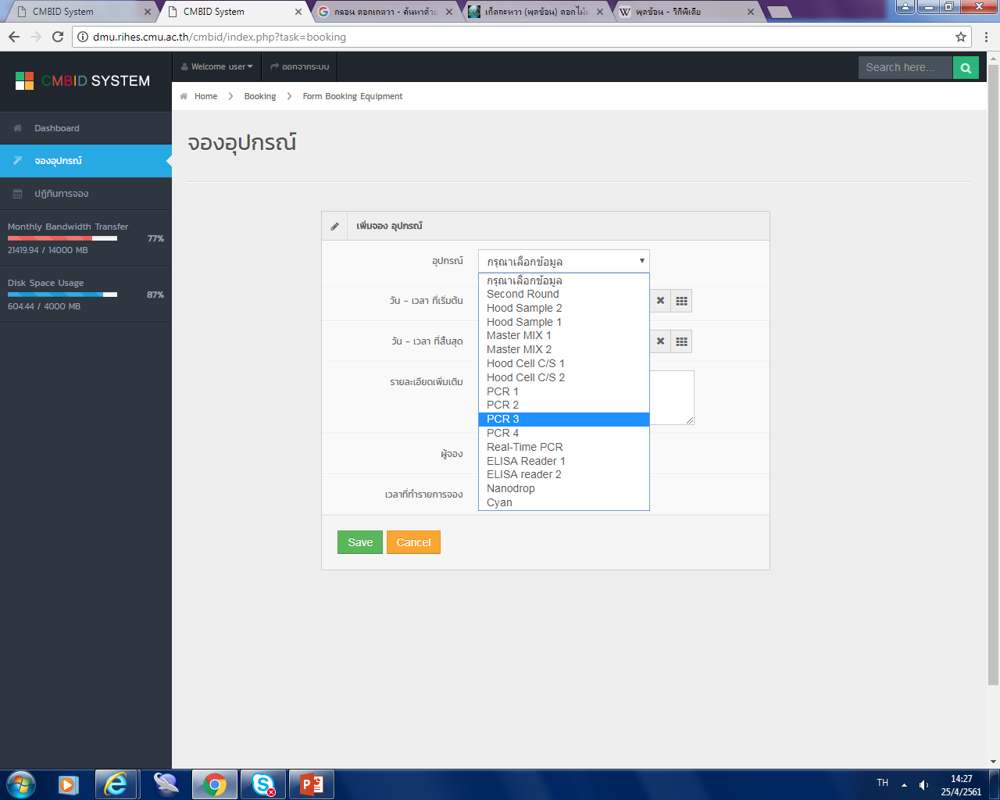 CMBID System
CMBID System
กลอน ดอกเกตวา - ค้นหาด้วย
เก็ดถะหวา (พุดซ้อน) ดอกไม้
พุดซ้อน - วิกิพีเดีย
dmu.rihes.cmu.ac.th/cmbid/index.php?task=booking
CMBID SYSTEM
Welcome user
ออกจากระบบ
Search here...
Home
Booking
Form Booking Equipment
Dashboard
จองอุปกรณ์
ปฏิทินการจอง
Monthly Bandwidth Transfer
77%
21419.94 / 14000 MB
Disk Space Usage
87%
604.44 / 4000 MB
จองอุปกรณ์
เพิ่มจอง อุปกรณ์
อุปกรณ์
กรุณาเลือกข้อมูล
กรุณาเลือกข้อมูล
Second Round
Hood Sample 2
Hood Sample 1
Master MIX 1
Master MIX 2
Hood Cell C/S 1
Hood Cell C/S 2
PCR 1
PCR 2
PCR 3
PCR 4
Real-Time PCR
ELISA Reader 1
ELISA reader 2
Nanodrop
Cyan
วัน - เวลา ที่เริ่มต้น
วัน - เวลา ที่สิ้นสุด
รายละเอียดเพิ่มเติม
ผู้จอง
เวลาที่ทำรายการจอง
Save
Cancel
TH
14:27
25/4/2561